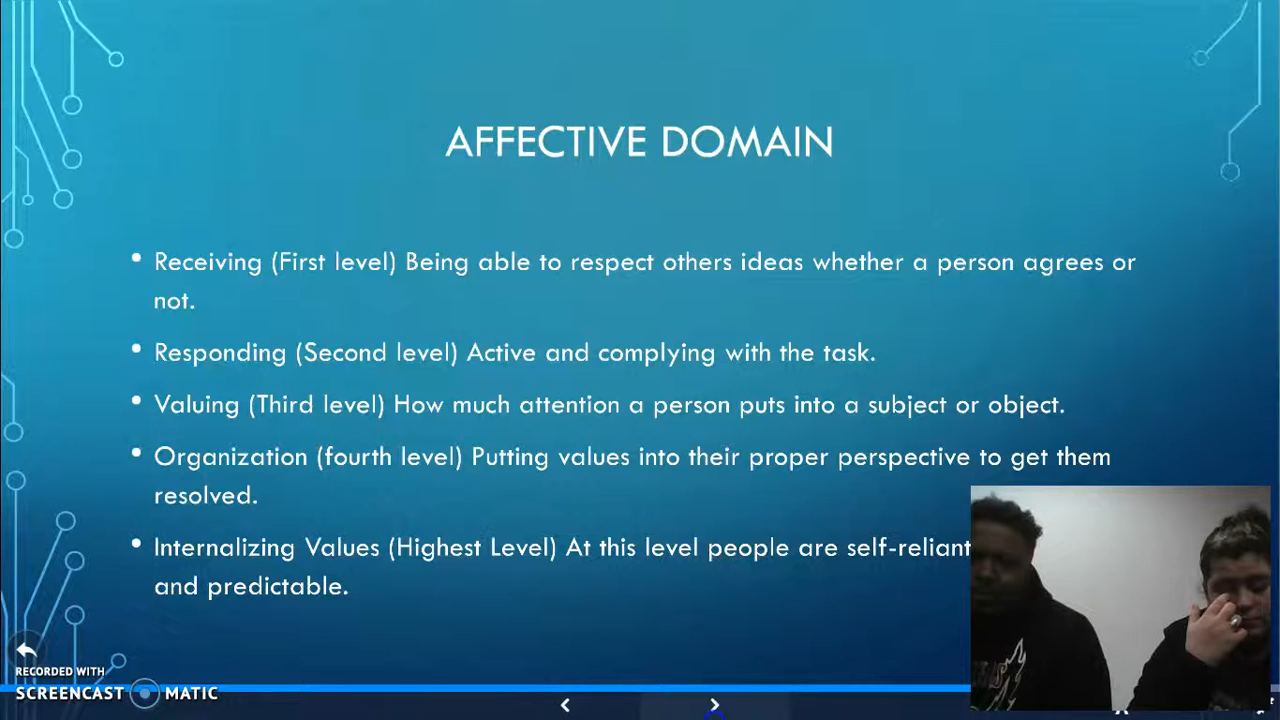 AFFECTIVE DOMAIN
• Receiving (First level) Being able to respect others ideas whether a person agrees or
not.
• Responding (Second level) Active and complying with the task.
• Valuing (Third level) How much attention a person puts into a subject or object.
• Organization (fourth level) Putting values into their proper perspective to get them
resolved.
• Internalizing Values (Highest Level) At this level people are self-reliant
and predictable.
RECORDED WITH
SCREENCAST MATIC